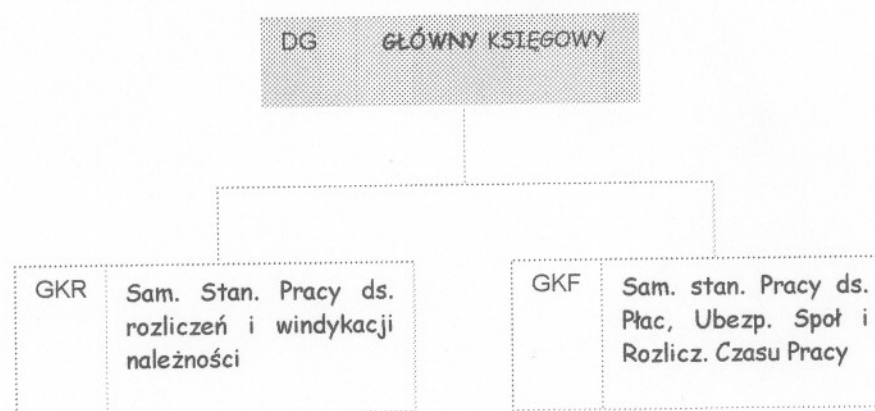 DG GŁÓWNY KSIĘGOWY
GKR
Sam. Stan. Pracy ds.
rozliczeń i windykacji
należności
GKF
Sam. stan. Pracy ds.
Płac, Ubezp. Społ i
Rozlicz. Czasu Pracy